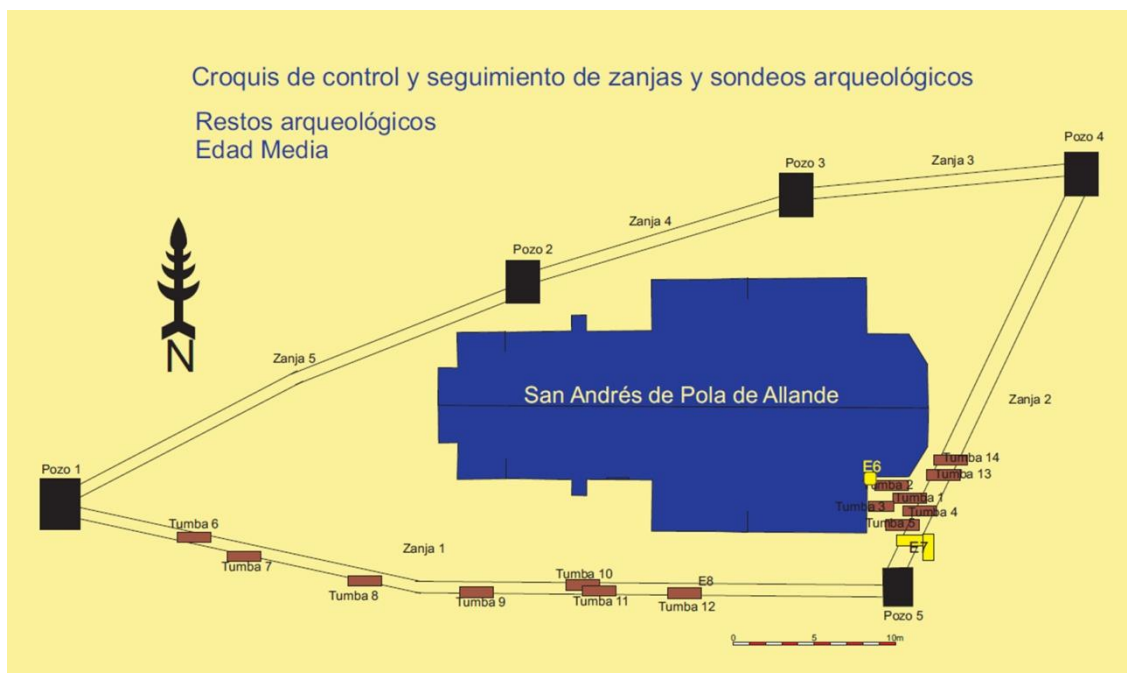 Croquis de control y seguimiento de zanjas y sondeos arqueológicos
Restos arqueológicos
Edad Media
Pozo 4
Pozo 3
Zanja 3
Zanja 4
Pozo 2
N
Zanja 5
San Andrés de Pola de Allande
Zanja 2
Pozo 1
Tumba 14
E6
Tumba 13
Tumba 2
Tumba 1
Tumba 3
Tumba 4
Tumba 6
Tumba 5
Zanja 1
E7
Tumba 7
Tumba 10
E8
Tumba 8
Tumba 9
Tumba 11
Tumba 12
Pozo 5
0 5 10m